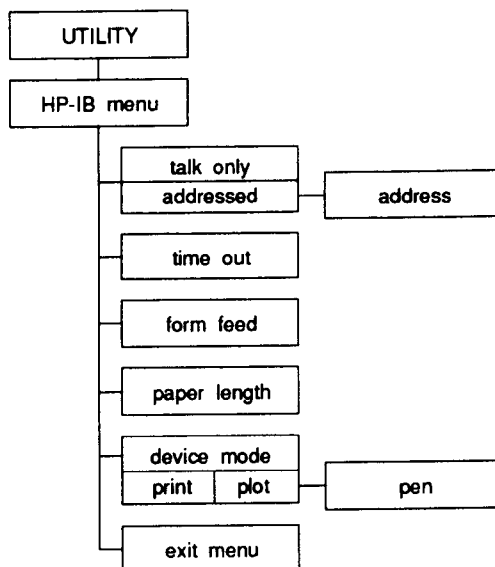 UTILITY
HP-IB menu
talk only
addressed
address
time out
form feed
paper length
device mode
print plot
pen
exit menu